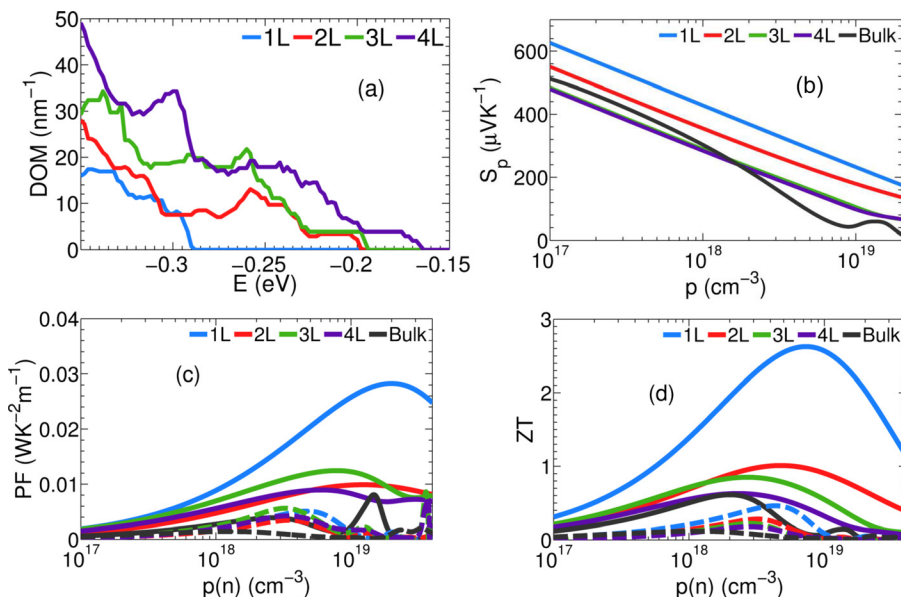 1L 2L 3L 4L
(a)
DOM (nm⁻¹)
50
40
30
20
10
0
−0.3 −0.25 −0.2 −0.15
E (eV)
1L 2L 3L 4L Bulk
(b)
Sₚ (μVK⁻¹)
600
400
200
0
10¹⁷ 10¹⁸ 10¹⁹
p (cm⁻³)
1L 2L 3L 4L Bulk
(c)
PF (WK⁻²m⁻¹)
0.04
0.03
0.02
0.01
0
10¹⁷ 10¹⁸ 10¹⁹
p(n) (cm⁻³)
1L 2L 3L 4L Bulk
(d)
ZT
3
2
1
0
10¹⁷ 10¹⁸ 10¹⁹
p(n) (cm⁻³)